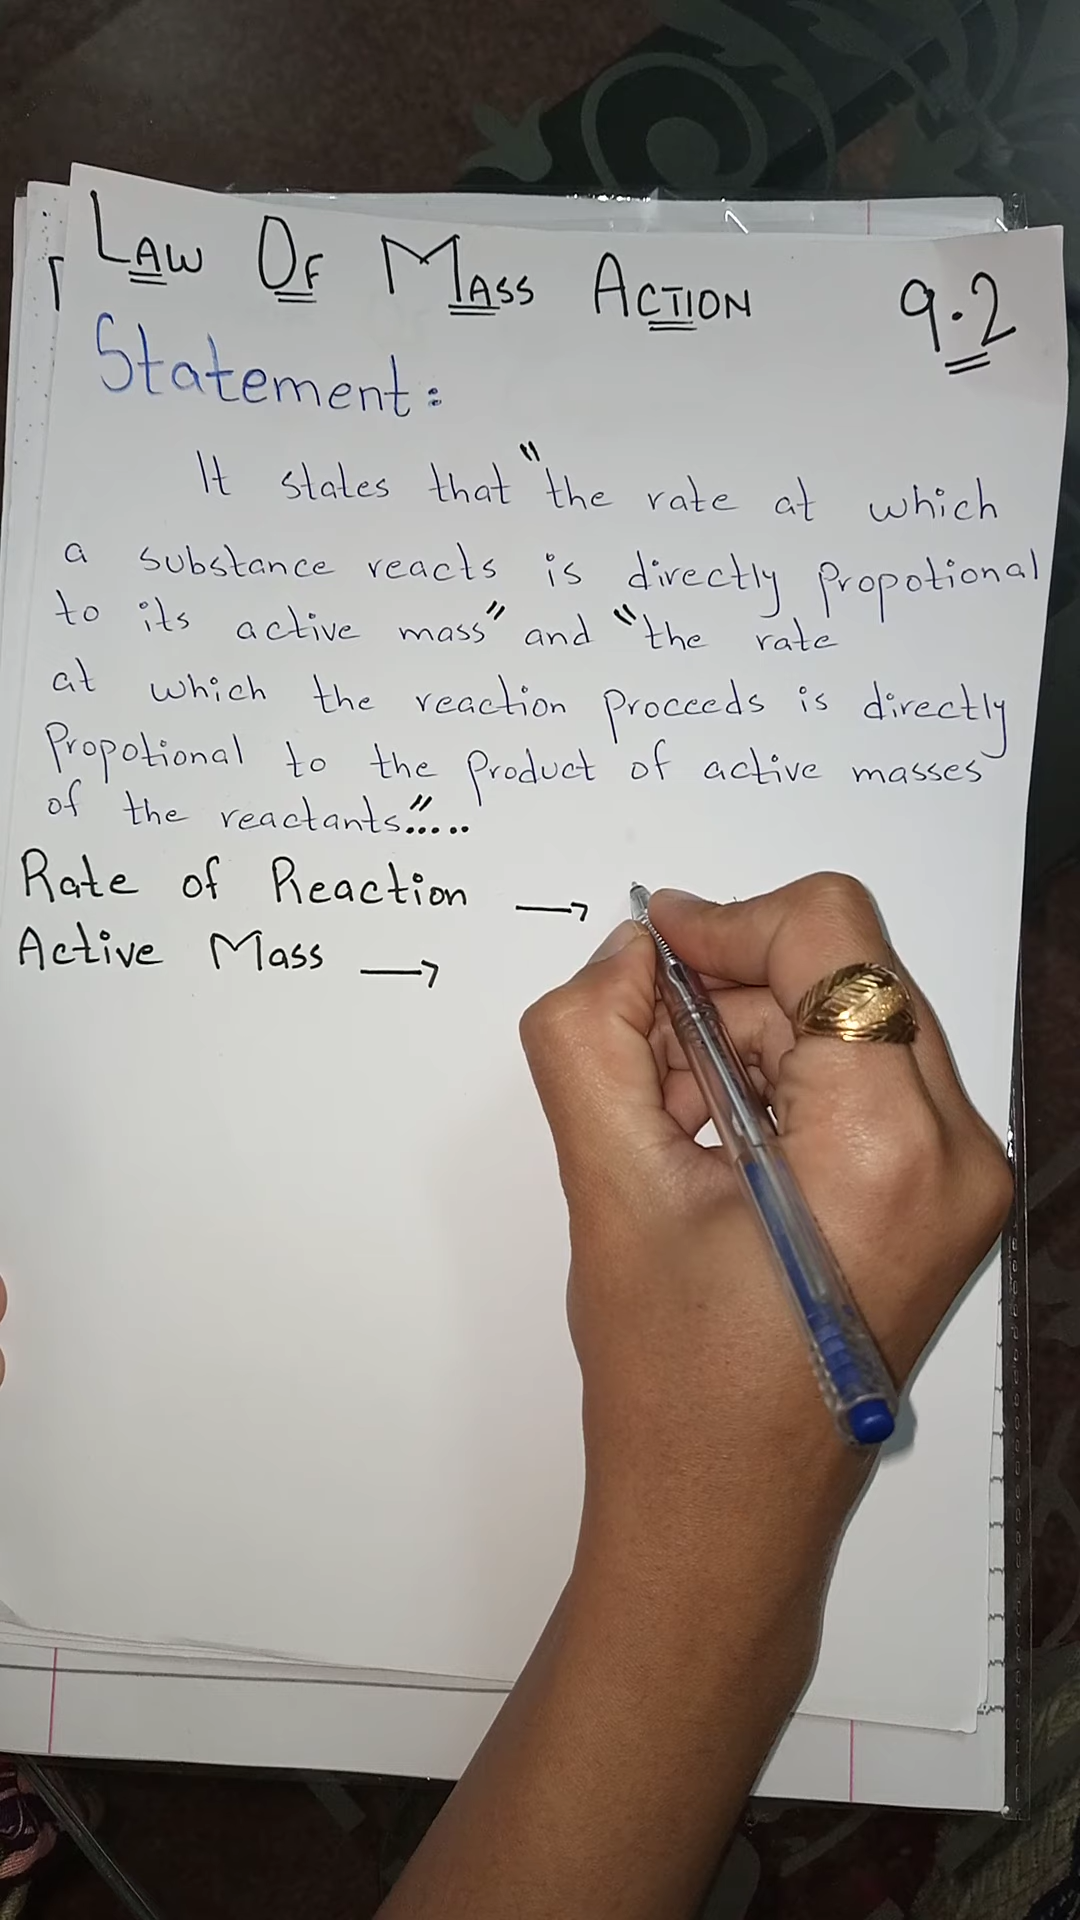 LAW OF MASS ACTION 9.2
Statement:
It states that "the rate at which
a substance reacts is directly propotional
to its active mass" and "the rate
at which the reaction proceeds is directly
propotional to the product of active masses
of the reactants".....
Rate of Reaction →
Active Mass →